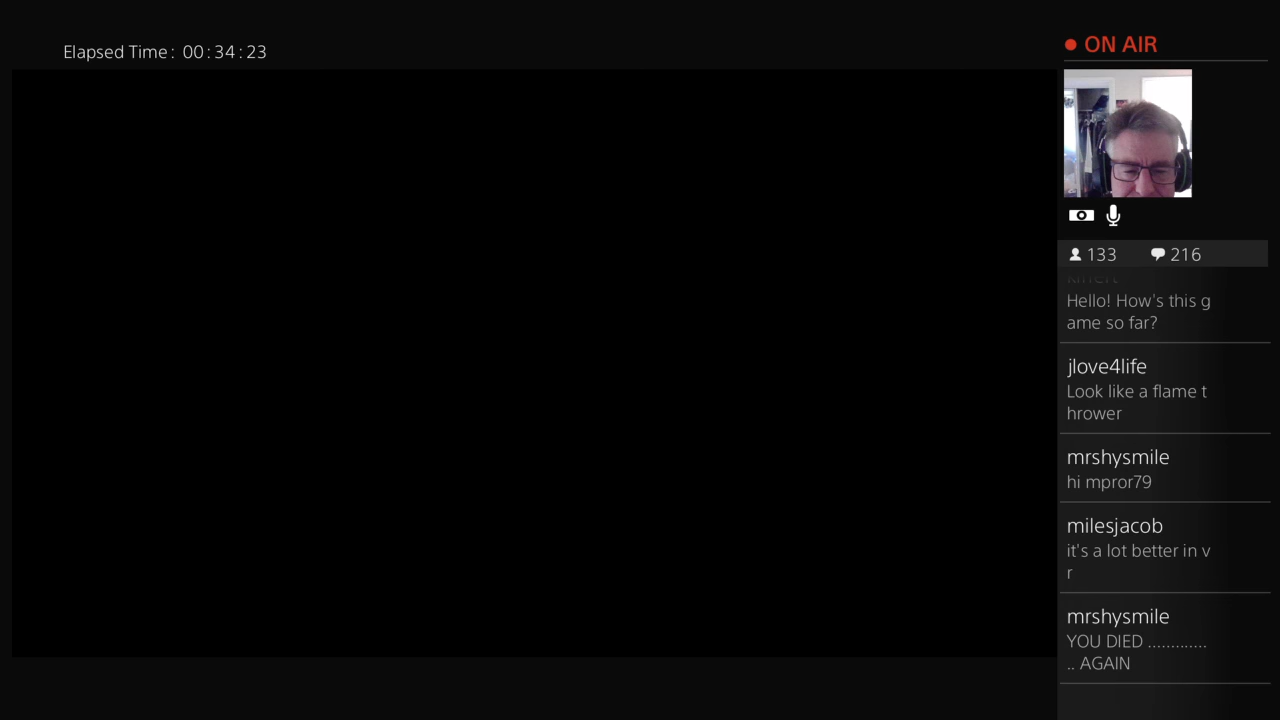 Elapsed Time: 00:34:23
ON AIR
133 216
Hello! How's this g
ame so far?
jlove4life
Look like a flame t
hrower
mrshysmile
hi mpror79
milesjacob
it's a lot better in v
r
mrshysmile
YOU DIED .............
.. AGAIN